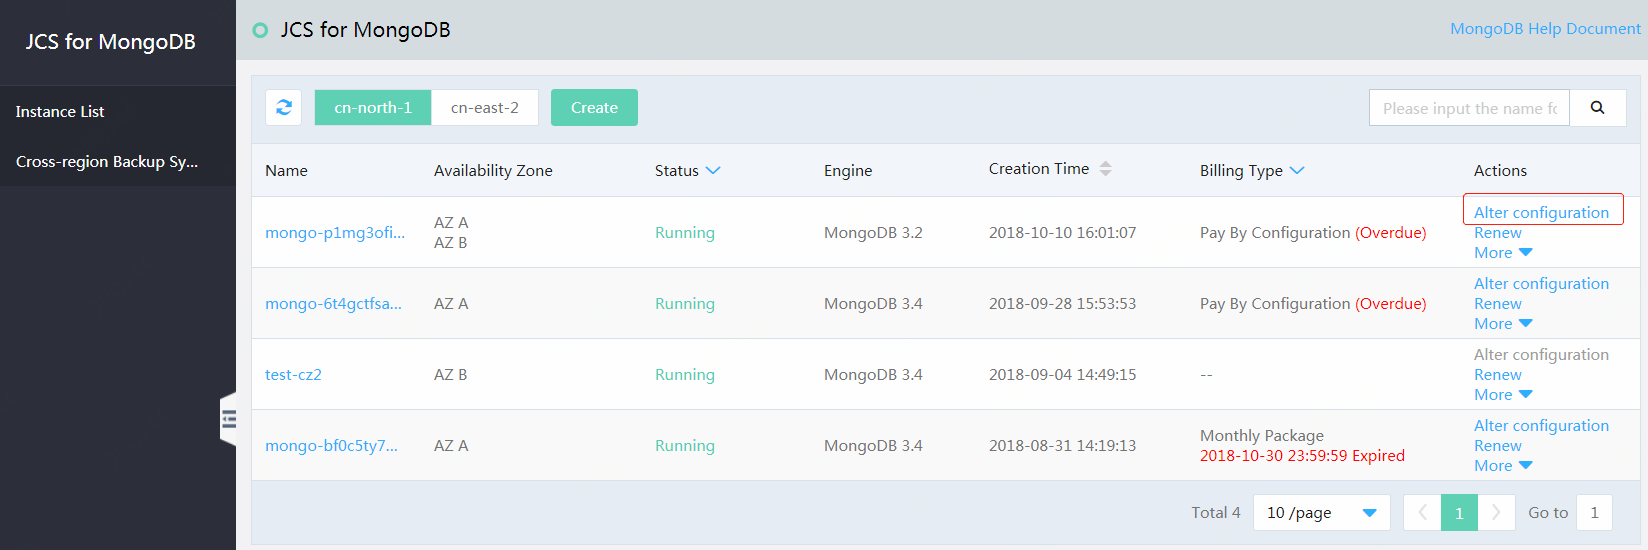 JCS for MongoDB
Instance List
Cross-region Backup Sy...
JCS for MongoDB
MongoDB Help Document
cn-north-1 cn-east-2 Create Please input the name fo
Name Availability Zone Status Engine Creation Time Billing Type Actions
mongo-p1mg3ofi... AZ A AZ B Running MongoDB 3.2 2018-10-10 16:01:07 Pay By Configuration (Overdue) Alter configuration Renew More
mongo-6t4gctfsa... AZ A Running MongoDB 3.4 2018-09-28 15:53:53 Pay By Configuration (Overdue) Alter configuration Renew More
test-cz2 AZ B Running MongoDB 3.4 2018-09-04 14:49:15 -- Alter configuration Renew More
mongo-bf0c5ty7... AZ A Running MongoDB 3.4 2018-08-31 14:19:13 Monthly Package 2018-10-30 23:59:59 Expired Alter configuration Renew More
Total 4 10 /page 1 Go to 1